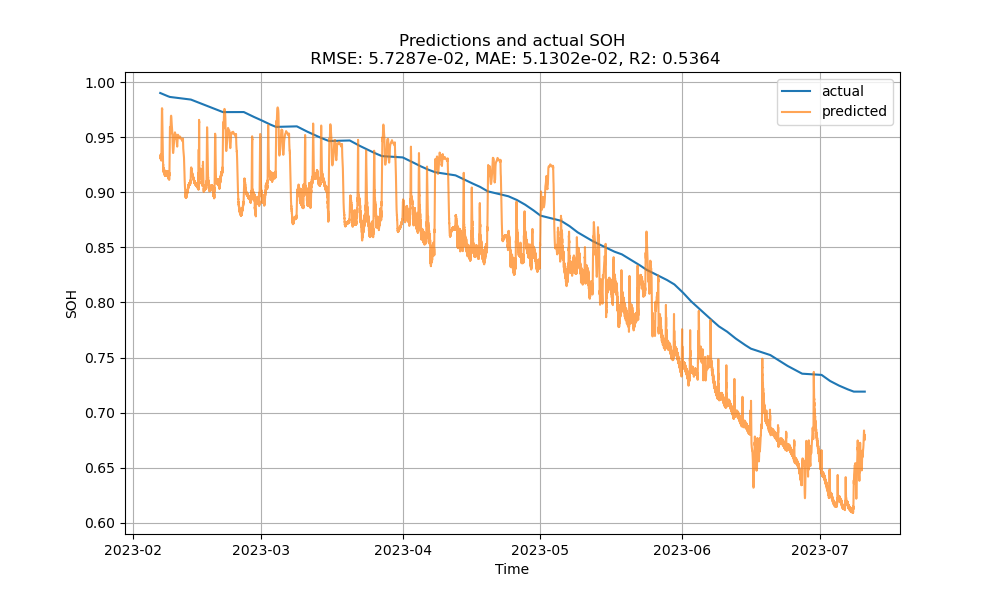 Predictions and actual SOH
RMSE: 5.7287e-02, MAE: 5.1302e-02, R2: 0.5364
actual
predicted
SOH
1.00
0.95
0.90
0.85
0.80
0.75
0.70
0.65
0.60
2023-02
2023-03
2023-04
2023-05
2023-06
2023-07
Time